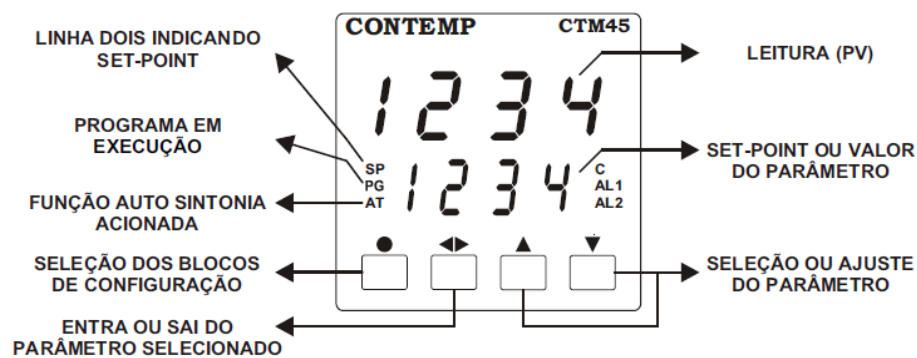 CONTEMP CTM45
LINHA DOIS INDICANDO
SET-POINT
LEITURA (PV)
1234
PROGRAMA EM
EXECUÇÃO
SET-POINT OU VALOR
DO PARÂMETRO
SP
PG
AT
1234
C
AL1
AL2
FUNÇÃO AUTO SINTONIA
ACIONADA
SELEÇÃO DOS BLOCOS
DE CONFIGURAÇÃO
SELEÇÃO OU AJUSTE
DO PARÂMETRO
ENTRA OU SAI DO
PARÂMETRO SELECIONADO